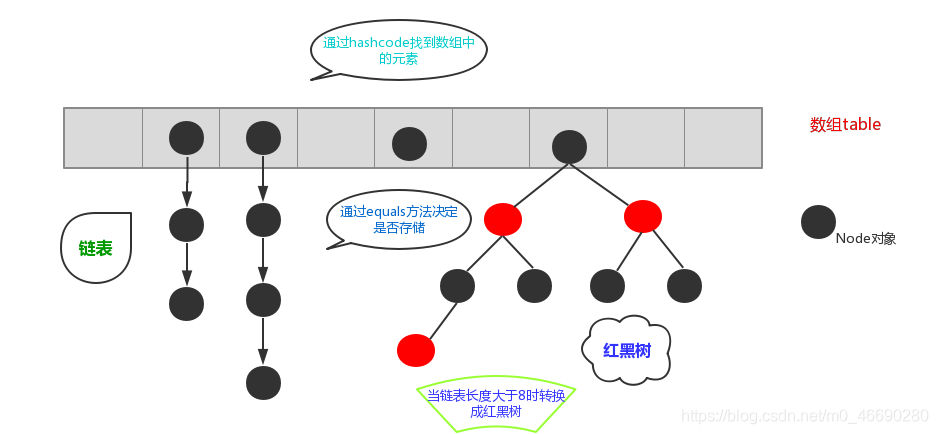 通过hashcode找到数组中
的元素
数组table
通过equals方法决定
是否存储
链表
Node对象
红黑树
当链表长度大于8时转换
成红黑树
https://blog.csdn.net/m0_46690280